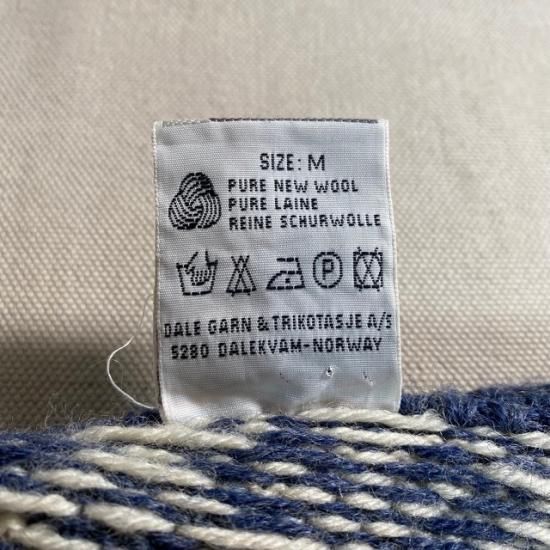 SIZE: M
PURE NEW WOOL
PURE LAINE
REINE SCHURWOLLE
P
DALE GARN & TRIKOTASJE A/S
5280 DALEKVAM-NORWAY